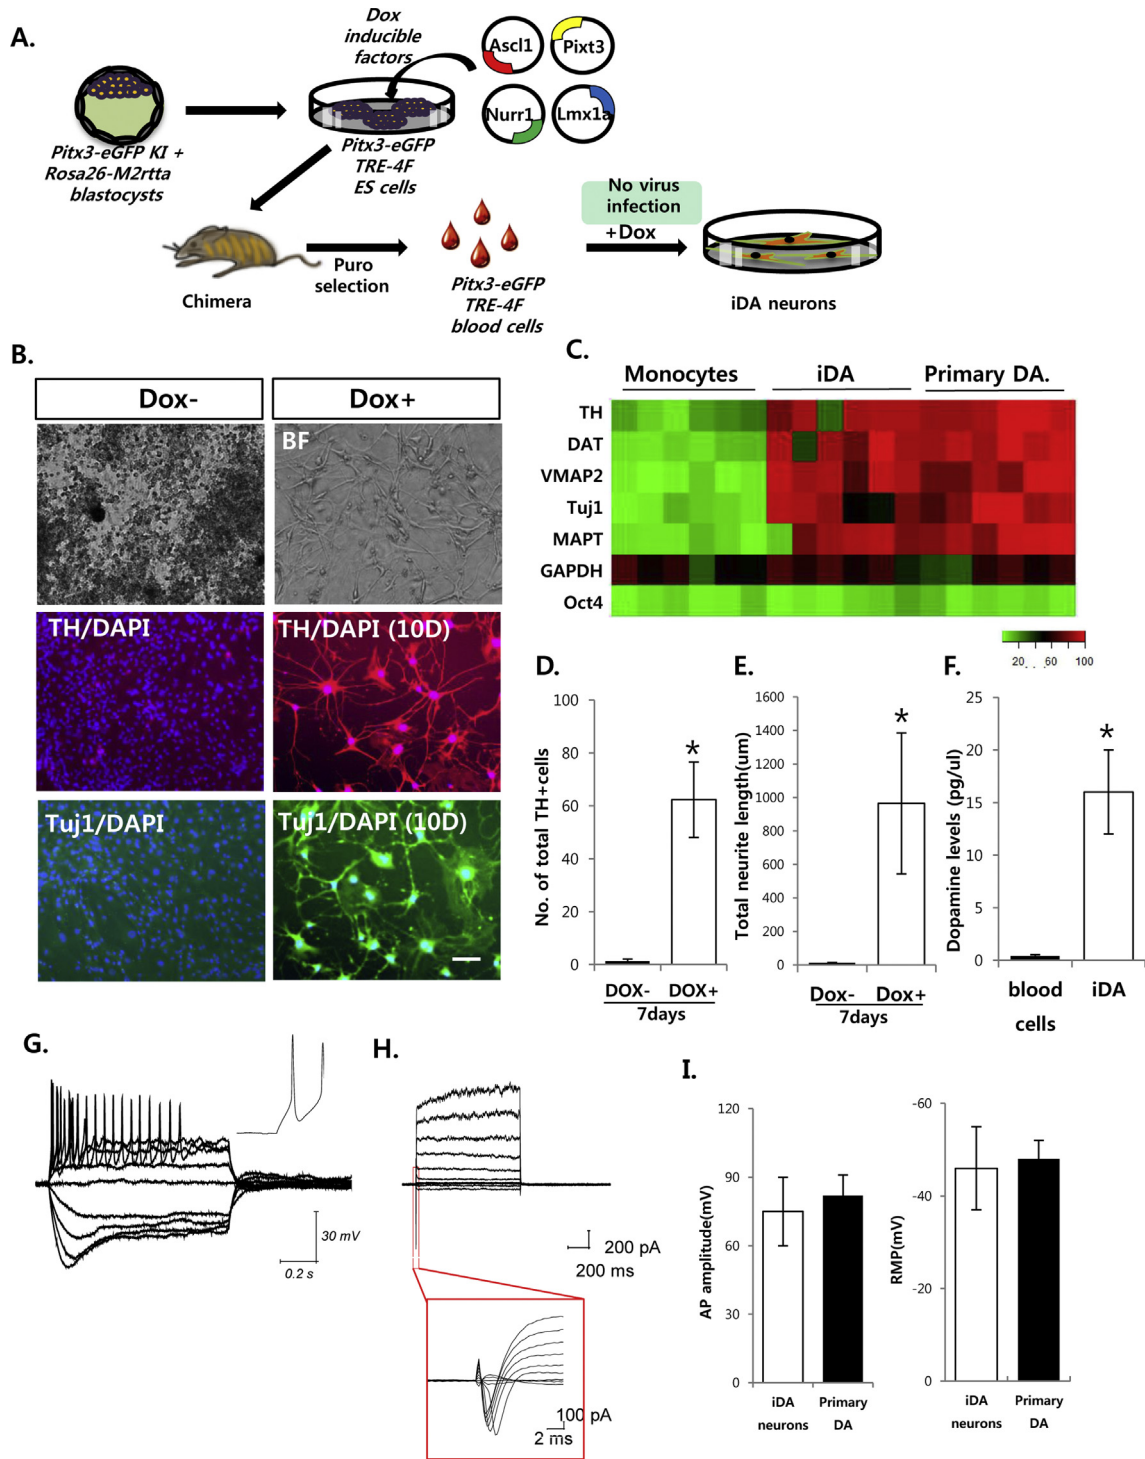 A.
Dox
inducible
factors
Ascl1
Pixt3
Nurr1
Lmx1a
Pitx3-eGFP KI +
Rosa26-M2rtta
blastocysts
Pitx3-eGFP
TRE-4F
ES cells
No virus
infection
+Dox
Chimera
Puro
selection
Pitx3-eGFP
TRE-4F
blood cells
iDA neurons
B.
Dox-
Dox+
BF
TH/DAPI
TH/DAPI (10D)
Tuj1/DAPI
Tuj1/DAPI (10D)
C.
Monocytes
iDA
Primary DA.
TH
DAT
VMAP2
Tuj1
MAPT
GAPDH
Oct4
20
60
100
D.
No. of total TH+cells
100
80
60
40
20
0
DOX-
DOX+
7days
E.
Total neurite length(um)
1600
1400
1200
1000
800
600
400
200
0
Dox-
Dox+
7days
F.
Dopamine levels (pg/ul)
25
20
15
10
5
0
blood
cells
iDA
*
*
*
G.
30 mV
0.2 s
H.
200 pA
200 ms
100 pA
2 ms
I.
AP amplitude(mV)
120
90
60
30
0
iDA
neurons
Primary
DA
RMP(mV)
-60
-40
-20
0
iDA
neurons
Primary
DA